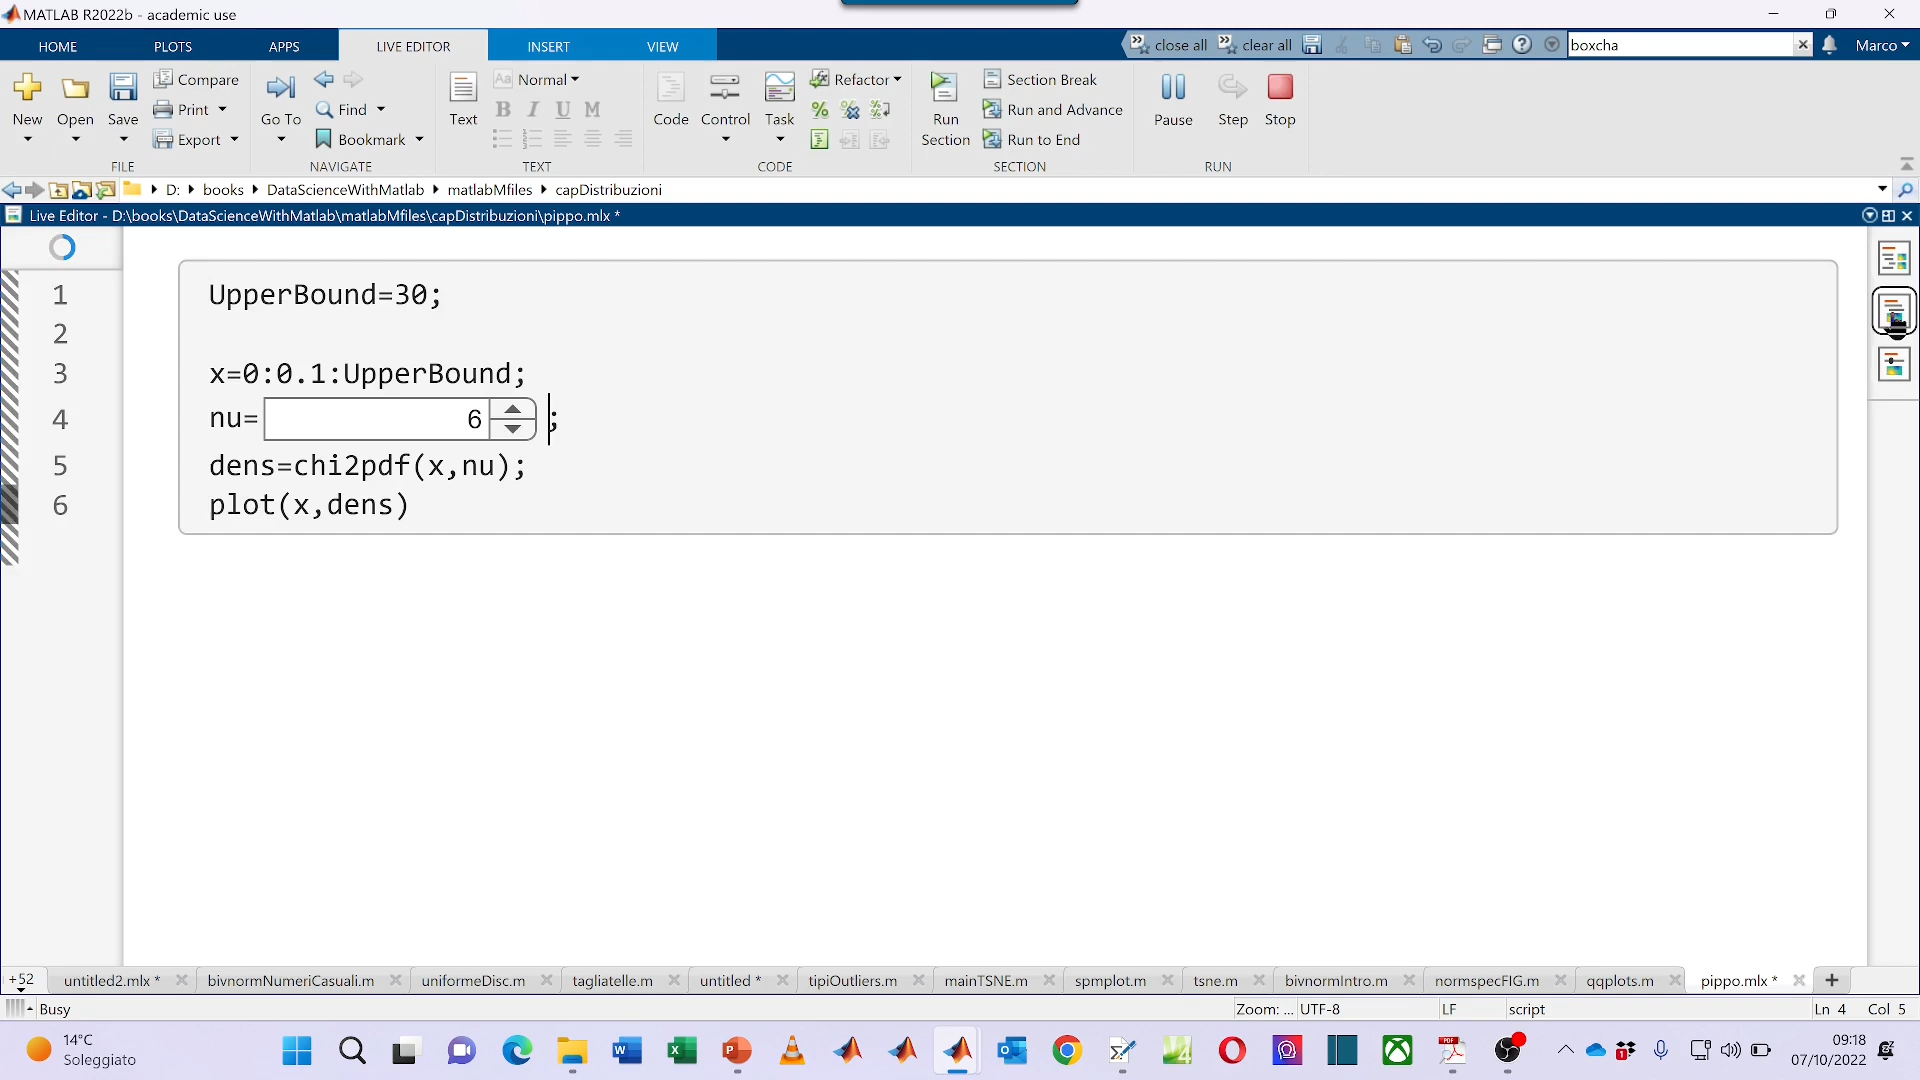 MATLAB R2022b - academic use
HOME PLOTS APPS LIVE EDITOR INSERT VIEW close all clear all boxcha Marco
New Open Save Compare Print Export Go To Find Bookmark Text Aa Normal B I U M Code Control Task Refactor Run Section Section Break Run and Advance Run to End Pause Step Stop
FILE NAVIGATE TEXT CODE SECTION RUN
D: books DataScienceWithMatlab matlabMfiles capDistribuzioni
Live Editor - D:\books\DataScienceWithMatlab\matlabMfiles\capDistribuzioni\pippo.mlx *
1 UpperBound=30;
2
3 x=0:0.1:UpperBound;
4 nu= 6 ;
5 dens=chi2pdf(x,nu);
6 plot(x,dens)
+52 untitled2.mlx * bivnormNumeriCasuali.m uniformeDisc.m tagliatelle.m untitled * tipiOutliers.m mainTSNE.m spmplot.m tsne.m bivnormIntro.m normspecFIG.m qqplots.m pippo.mlx *
Busy Zoom: ... UTF-8 LF script Ln 4 Col 5
14°C 09:18
Soleggiato 07/10/2022